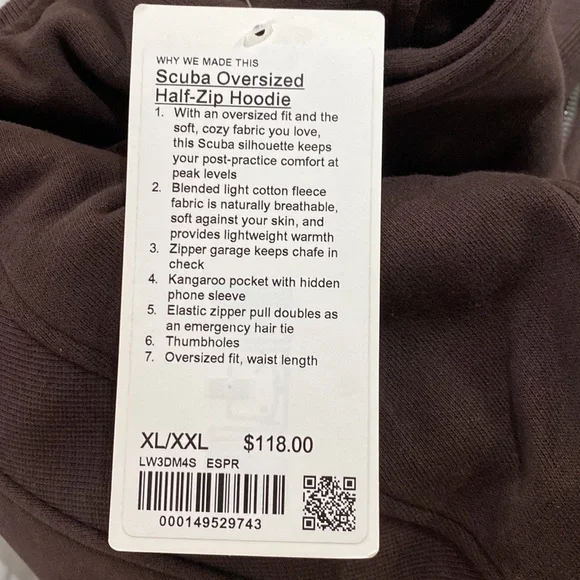 WHY WE MADE THIS
Scuba Oversized
Half-Zip Hoodie
1. With an oversized fit and the
soft, cozy fabric you love,
this Scuba silhouette keeps
your post-practice comfort at
peak levels
2. Blended light cotton fleece
fabric is naturally breathable,
soft against your skin, and
provides lightweight warmth
3. Zipper garage keeps chafe in
check
4. Kangaroo pocket with hidden
phone sleeve
5. Elastic zipper pull doubles as
an emergency hair tie
6. Thumbholes
7. Oversized fit, waist length
XL/XXL $118.00
LW3DM4S ESPR
000149529743